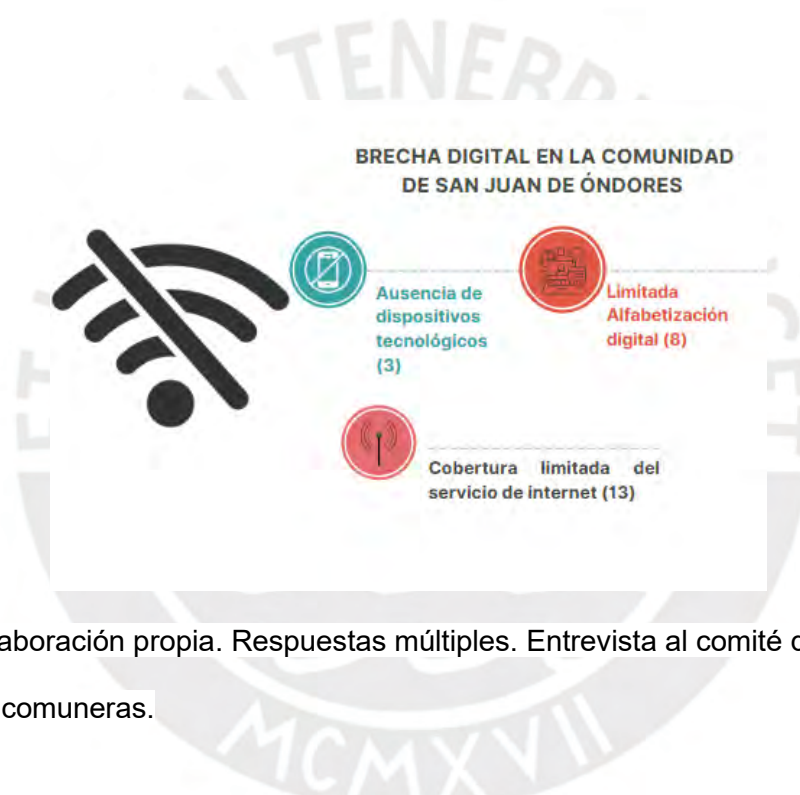 BRECHA DIGITAL EN LA COMUNIDAD
DE SAN JUAN DE ÓNDORES
Ausencia de
dispositivos
tecnológicos
(3)
Limitada
Alfabetización
digital (8)
Cobertura limitada del
servicio de internet (13)
aboración propia. Respuestas múltiples. Entrevista al comité
comuneras.
TENEBR
MCMXVII